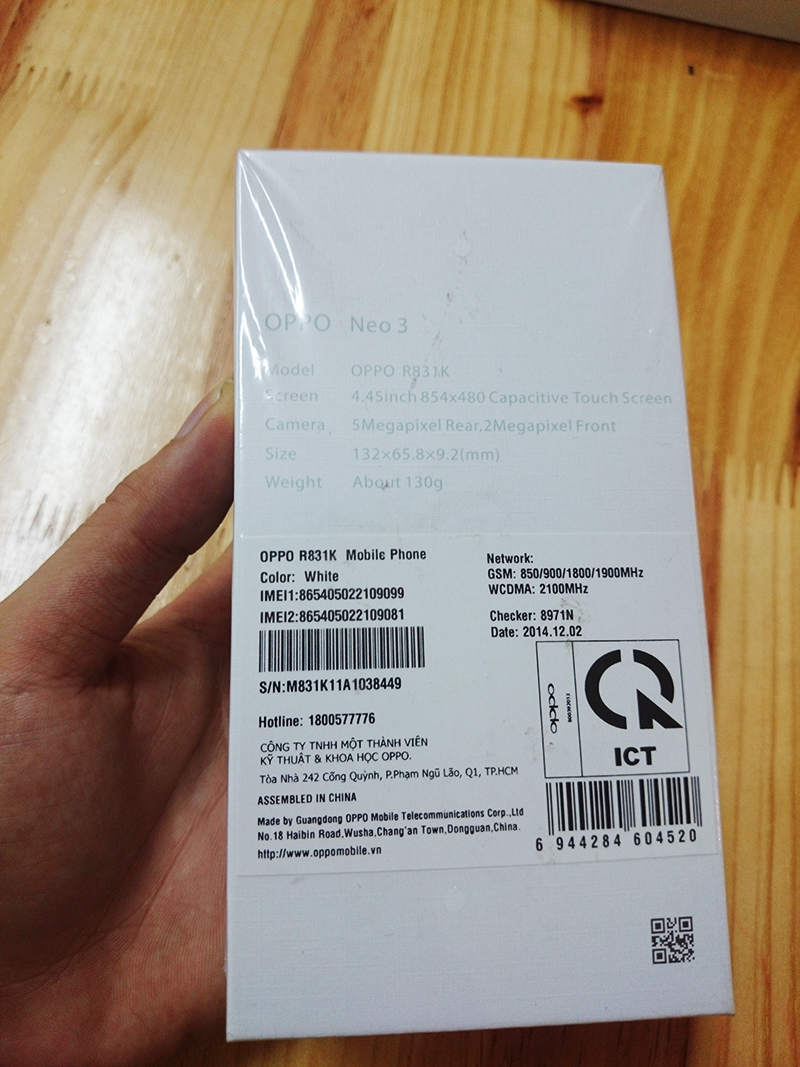 OPPO Neo 3
Model OPPO R831K
Screen 4.45inch 854x480 Capacitive Touch Screen
Camera 5Megapixel Rear,2Megapixel Front
Size 132×65.8×9.2(mm)
Weight About 130g
OPPO R831K Mobile Phone
Color: White
IMEI1:865405022109099
IMEI2:865405022109081
S/N:M831K11A1038449
Hotline: 1800577776
CÔNG TY TNHH MỘT THÀNH VIÊN
KỸ THUẬT & KHOA HỌC OPPO.
Tòa Nhà 242 Cống Quỳnh, P.Phạm Ngũ Lão, Q1, TP.HCM
ASSEMBLED IN CHINA
Made by Guangdong OPPO Mobile Telecommunications Corp.,Ltd
No.18 Haibin Road,Wusha,Chang'an Town,Dongguan,China.
http://www.oppomobile.vn
Network:
GSM: 850/900/1800/1900MHz
WCDMA: 2100MHz
Checker: 8971N
Date: 2014.12.02
oppo
ICT
6 944284 604520